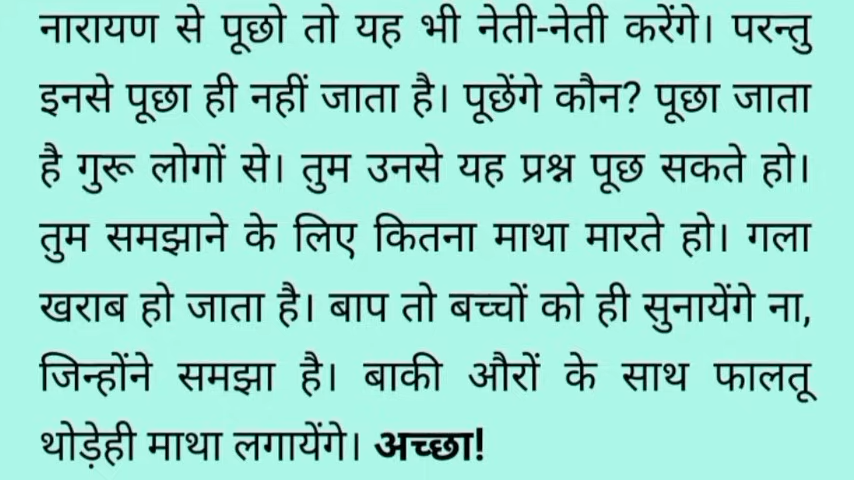 नारायण से पूछो तो यह भी नेती-नेती करेंगे। परन्तु
इनसे पूछा ही नहीं जाता है। पूछेंगे कौन? पूछा जाता
है गुरू लोगों से। तुम उनसे यह प्रश्न पूछ सकते हो।
तुम समझाने के लिए कितना माथा मारते हो। गला
खराब हो जाता है। बाप तो बच्चों को ही सुनायेंगे ना,
जिन्होंने समझा है। बाकी औरों के साथ फालतू
थोड़ेही माथा लगायेंगे। अच्छा!